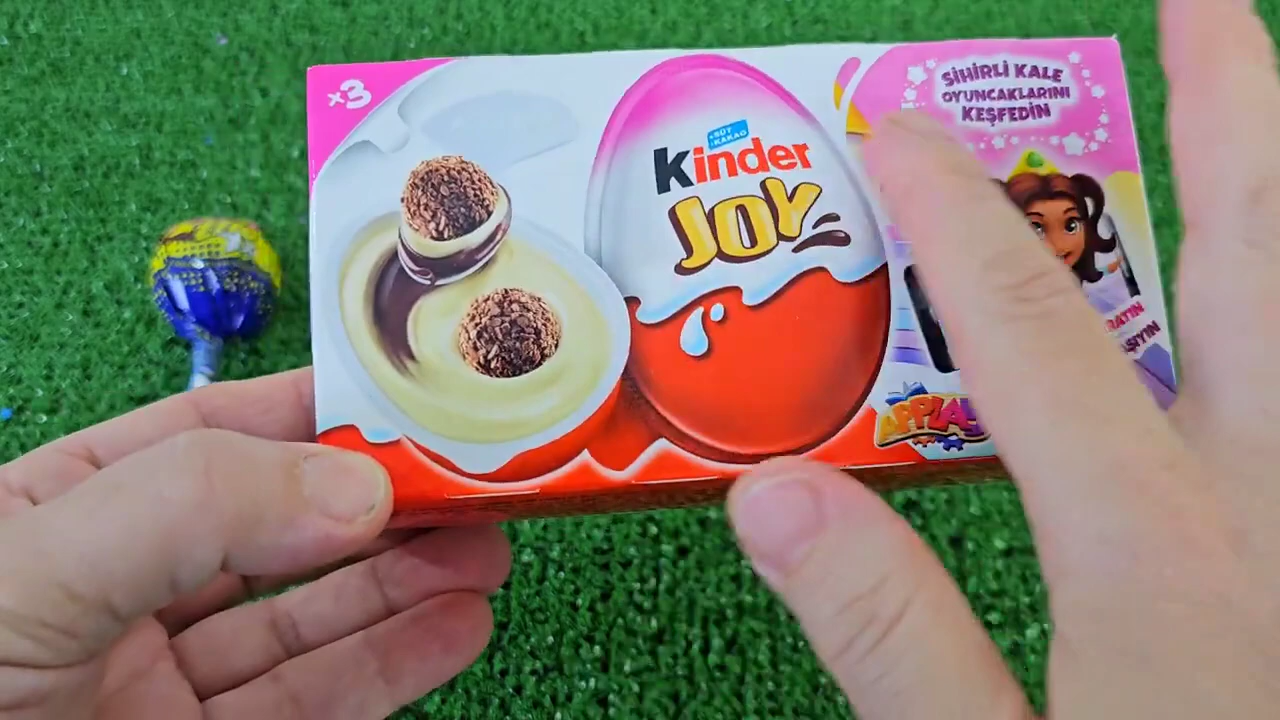 x3
+SÜT
+KAKAO
Kinder
JOY
SİHİRLİ KALE
OYUNCAKLARINI
KEŞFEDİN